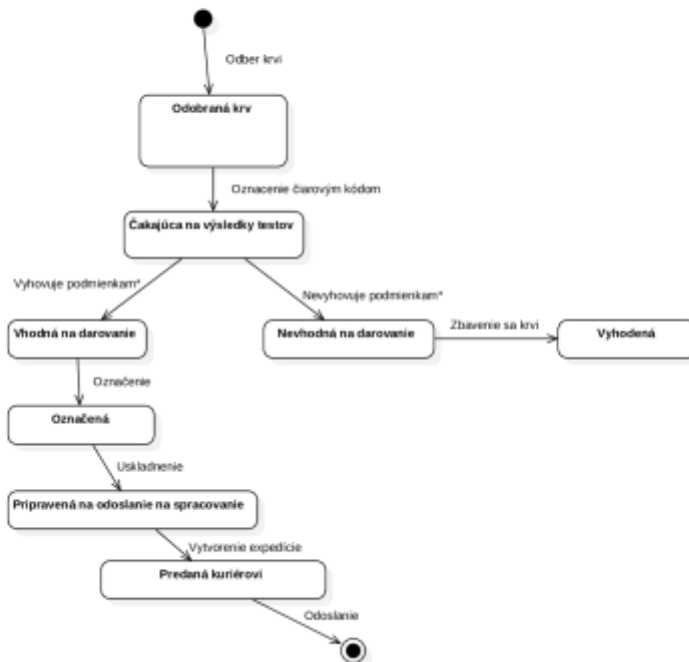 Odber krvi
Odobraná krv
Oznacenie čiarovým kódom
Čakajúca na výsledky testov
Vyhovuje podmienkam*
Nevyhovuje podmienkam*
Vhodná na darovanie
Nevhodná na darovanie
Zbavenie sa krvi
Vyhodená
Označenie
Označená
Uskladnenie
Pripravená na odoslanie na spracovanie
Vytvorenie expedície
Predaná kuriérovi
Odoslanie